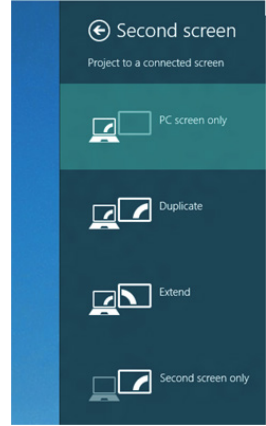 Second screen
Project to a connected screen
PC screen only
Duplicate
Extend
Second screen only